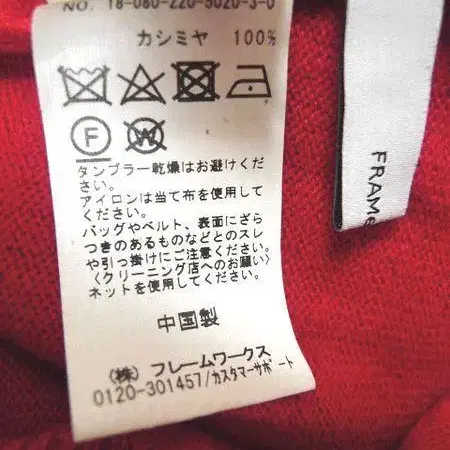 NO. 18-080-220-5020-3-0
カシミヤ 100%
F
W
タンブラー乾燥はお避けくだ
さい。
アイロンは当て布を使用して
ください。
バッグやベルト、表面にざら
つきのあるものなどとのスレ
や引っ掛けにご注意ください。
〈クリーニング店へのお願い〉
ネットを使用してください。
中国製
(株) フレームワークス
0120-301457/カスタマーサポート
FRAM